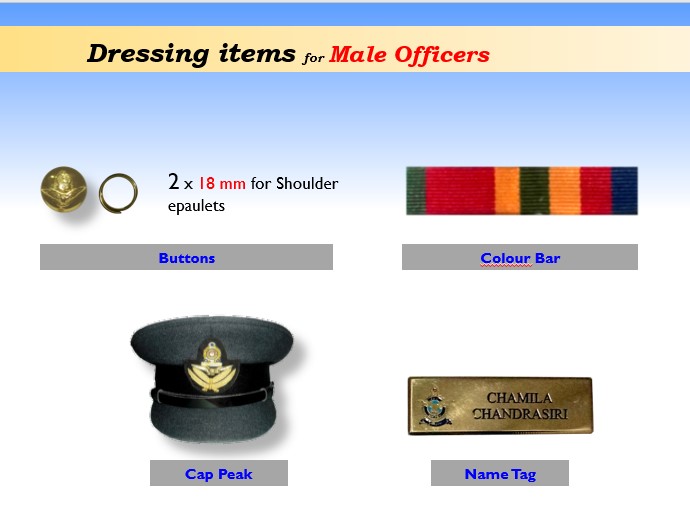 Dressing items for Male Officers
2 x 18 mm for Shoulder
epaulets
Buttons
Colour Bar
CHAMILA
CHANDRASIRI
Cap Peak
Name Tag